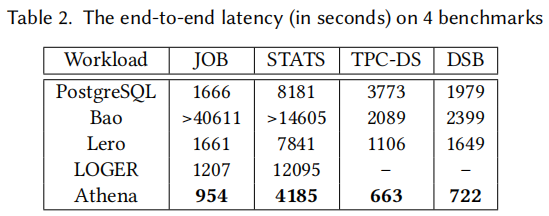 Table 2. The end-to-end latency (in seconds) on 4 benchmarks
Workload JOB STATS TPC-DS DSB
PostgreSQL 1666 8181 3773 1979
Bao >40611 >14605 2089 2399
Lero 1661 7841 1106 1649
LOGER 1207 12095 – –
Athena 954 4185 663 722